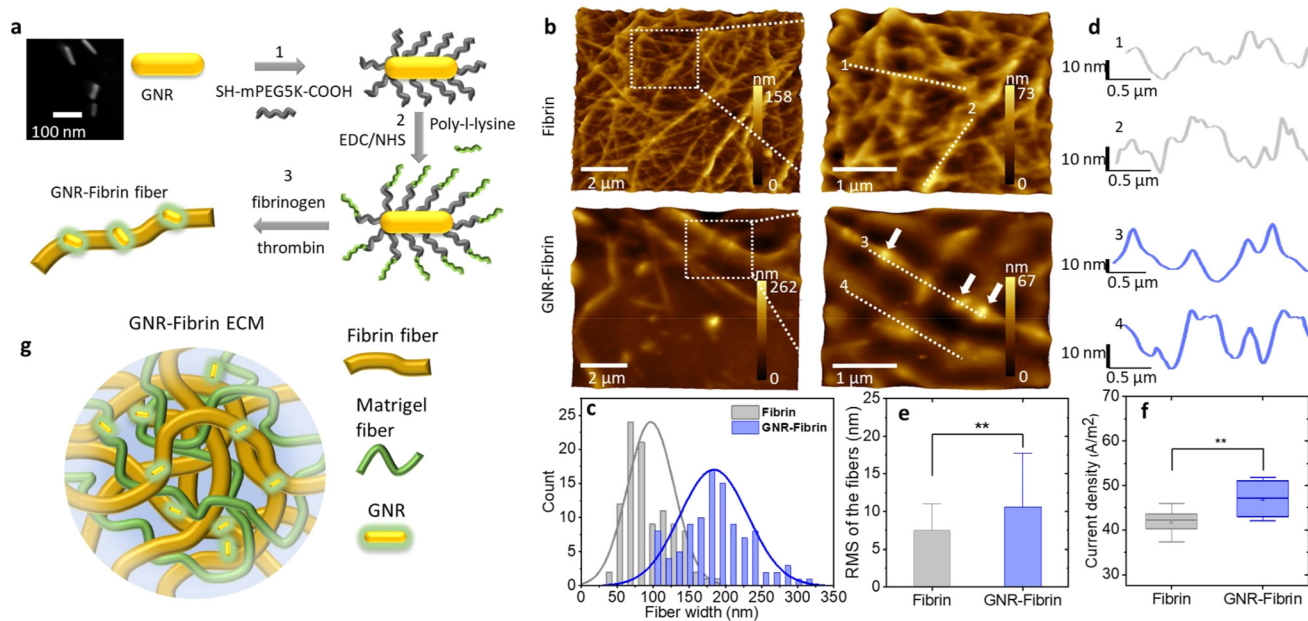 a
100 nm
GNR
1
SH-mPEG5K-COOH
2
EDC/NHS
Poly-l-lysine
3
fibrinogen
thrombin
GNR-Fibrin fiber
b
Fibrin
nm
158
0
2 µm
1
2
nm
73
0
1 µm
GNR-Fibrin
nm
262
0
2 µm
3
4
nm
67
0
1 µm
d
1
10 nm
0.5 µm
2
10 nm
0.5 µm
3
10 nm
0.5 µm
4
10 nm
0.5 µm
g
GNR-Fibrin ECM
Fibrin fiber
Matrigel
fiber
GNR
c
Fibrin
GNR-Fibrin
Count
25
20
15
10
5
0
0 50 100 150 200 250 300 350
Fiber width (nm)
e
**
RMS of the fibers (nm)
20
15
10
5
0
Fibrin GNR-Fibrin
f
**
Current density (A/m²)
70
60
50
40
30
Fibrin GNR-Fibrin